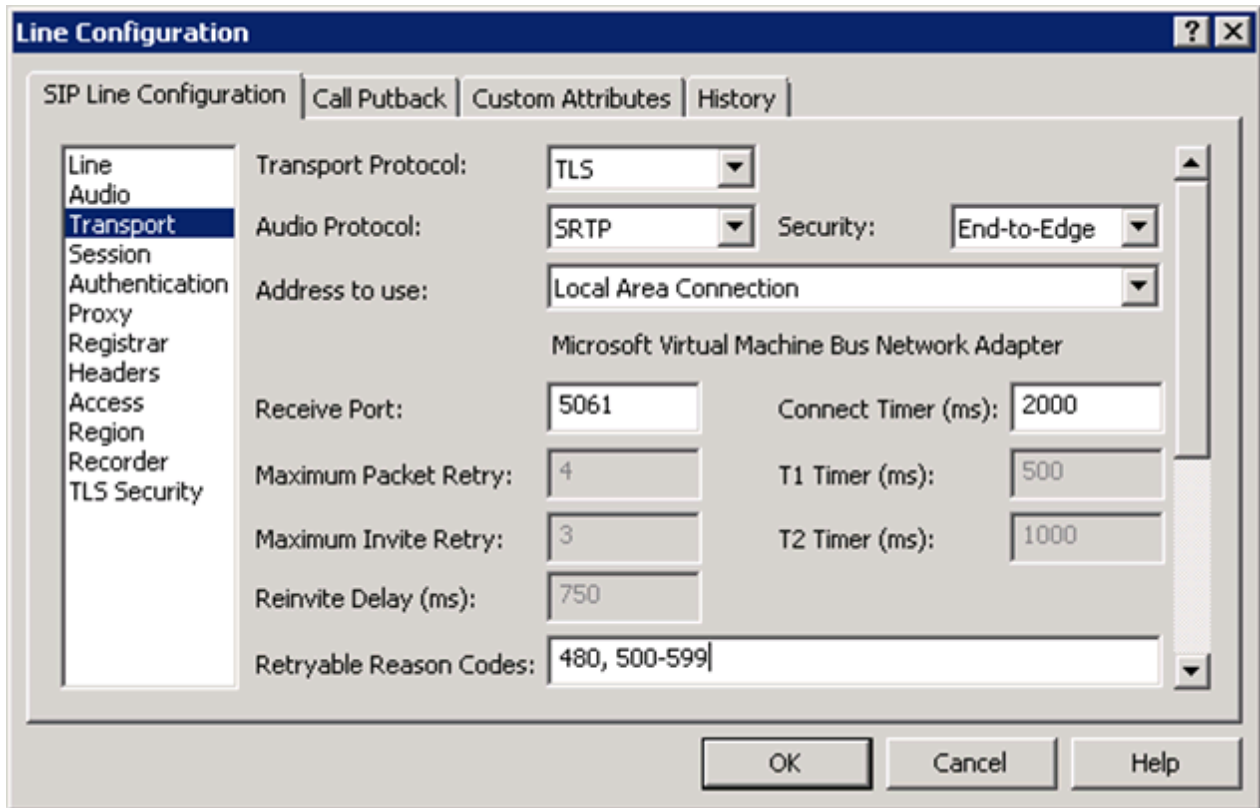 Line Configuration
SIP Line Configuration
Call Putback
Custom Attributes
History
Line
Audio
Transport
Session
Authentication
Proxy
Registrar
Headers
Access
Region
Recorder
TLS Security
Transport Protocol: TLS
Audio Protocol: SRTP Security: End-to-Edge
Address to use: Local Area Connection
Microsoft Virtual Machine Bus Network Adapter
Receive Port: 5061 Connect Timer (ms): 2000
Maximum Packet Retry: 4 T1 Timer (ms): 500
Maximum Invite Retry: 3 T2 Timer (ms): 1000
Reinvite Delay (ms): 750
Retryable Reason Codes: 480, 500-599
OK Cancel Help